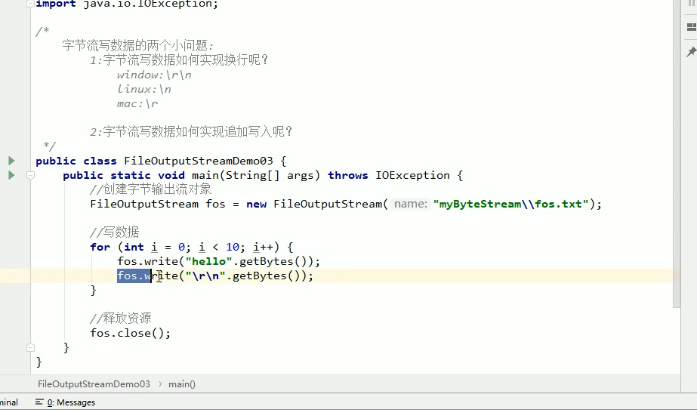 import java.io.IOException;
/*
字节流写数据的两个小问题:
1:字节流写数据如何实现换行呢?
window:\r\n
linux:\n
mac:\r
2:字节流写数据如何实现追加写入呢?
*/
public class FileOutputStreamDemo03 {
public static void main(String[] args) throws IOException {
//创建字节输出流对象
FileOutputStream fos = new FileOutputStream( name: "myByteStream\\fos.txt");
//写数据
for (int i = 0; i < 10; i++) {
fos.write("hello".getBytes());
fos.write("\r\n".getBytes());
}
//释放资源
fos.close();
}
}
FileOutputStreamDemo03 › main()
minal 0: Messages